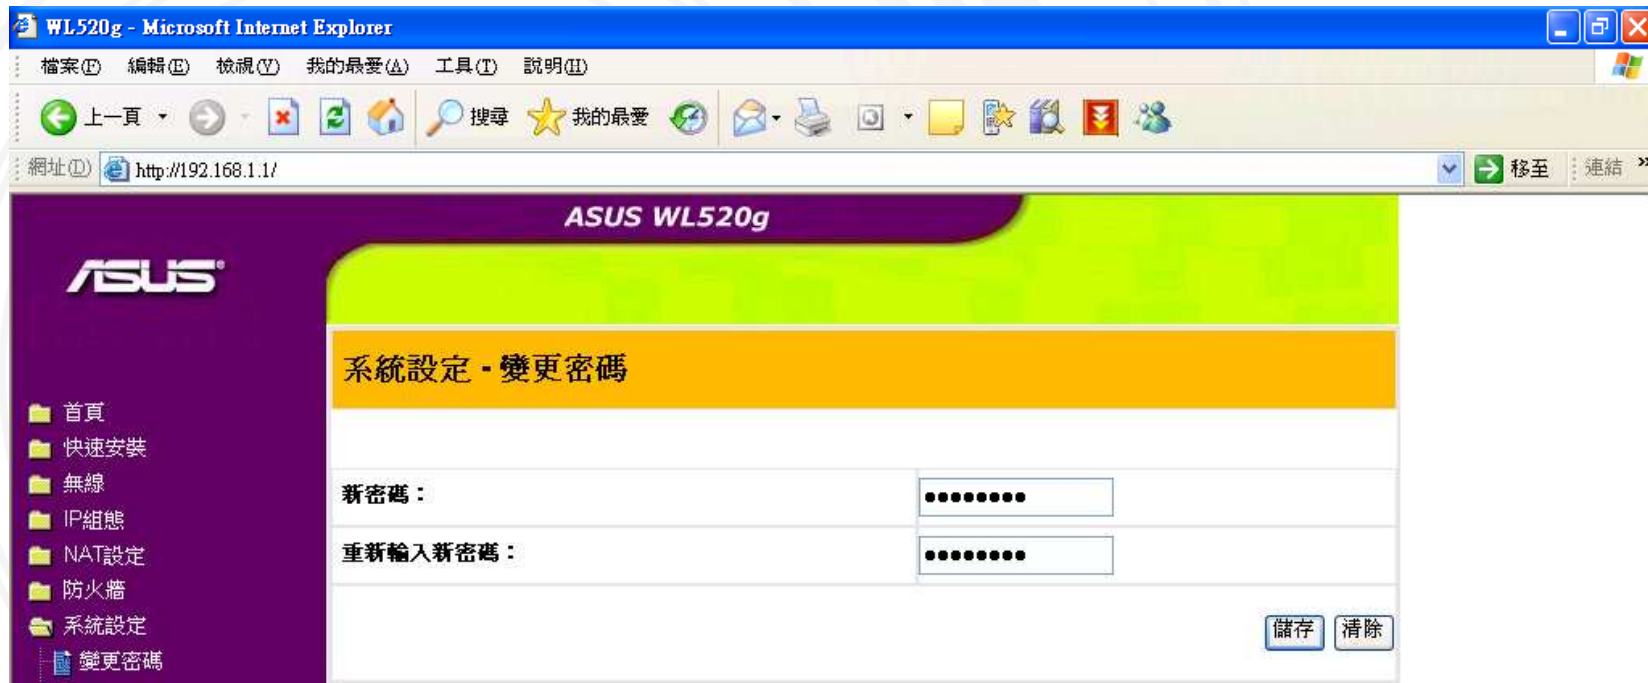 WL520g - Microsoft Internet Explorer
檔案(F) 編輯(E) 檢視(V) 我的最愛(A) 工具(T) 說明(H)
上一頁 搜尋 我的最愛
網址(D) http://192.168.1.1/ 移至 連結 »
ASUS WL520g
ASUS®
系統設定 - 變更密碼
首頁
快速安裝
無線
新密碼：
IP組態
NAT設定
重新輸入新密碼：
防火牆
系統設定
儲存 清除
變更密碼